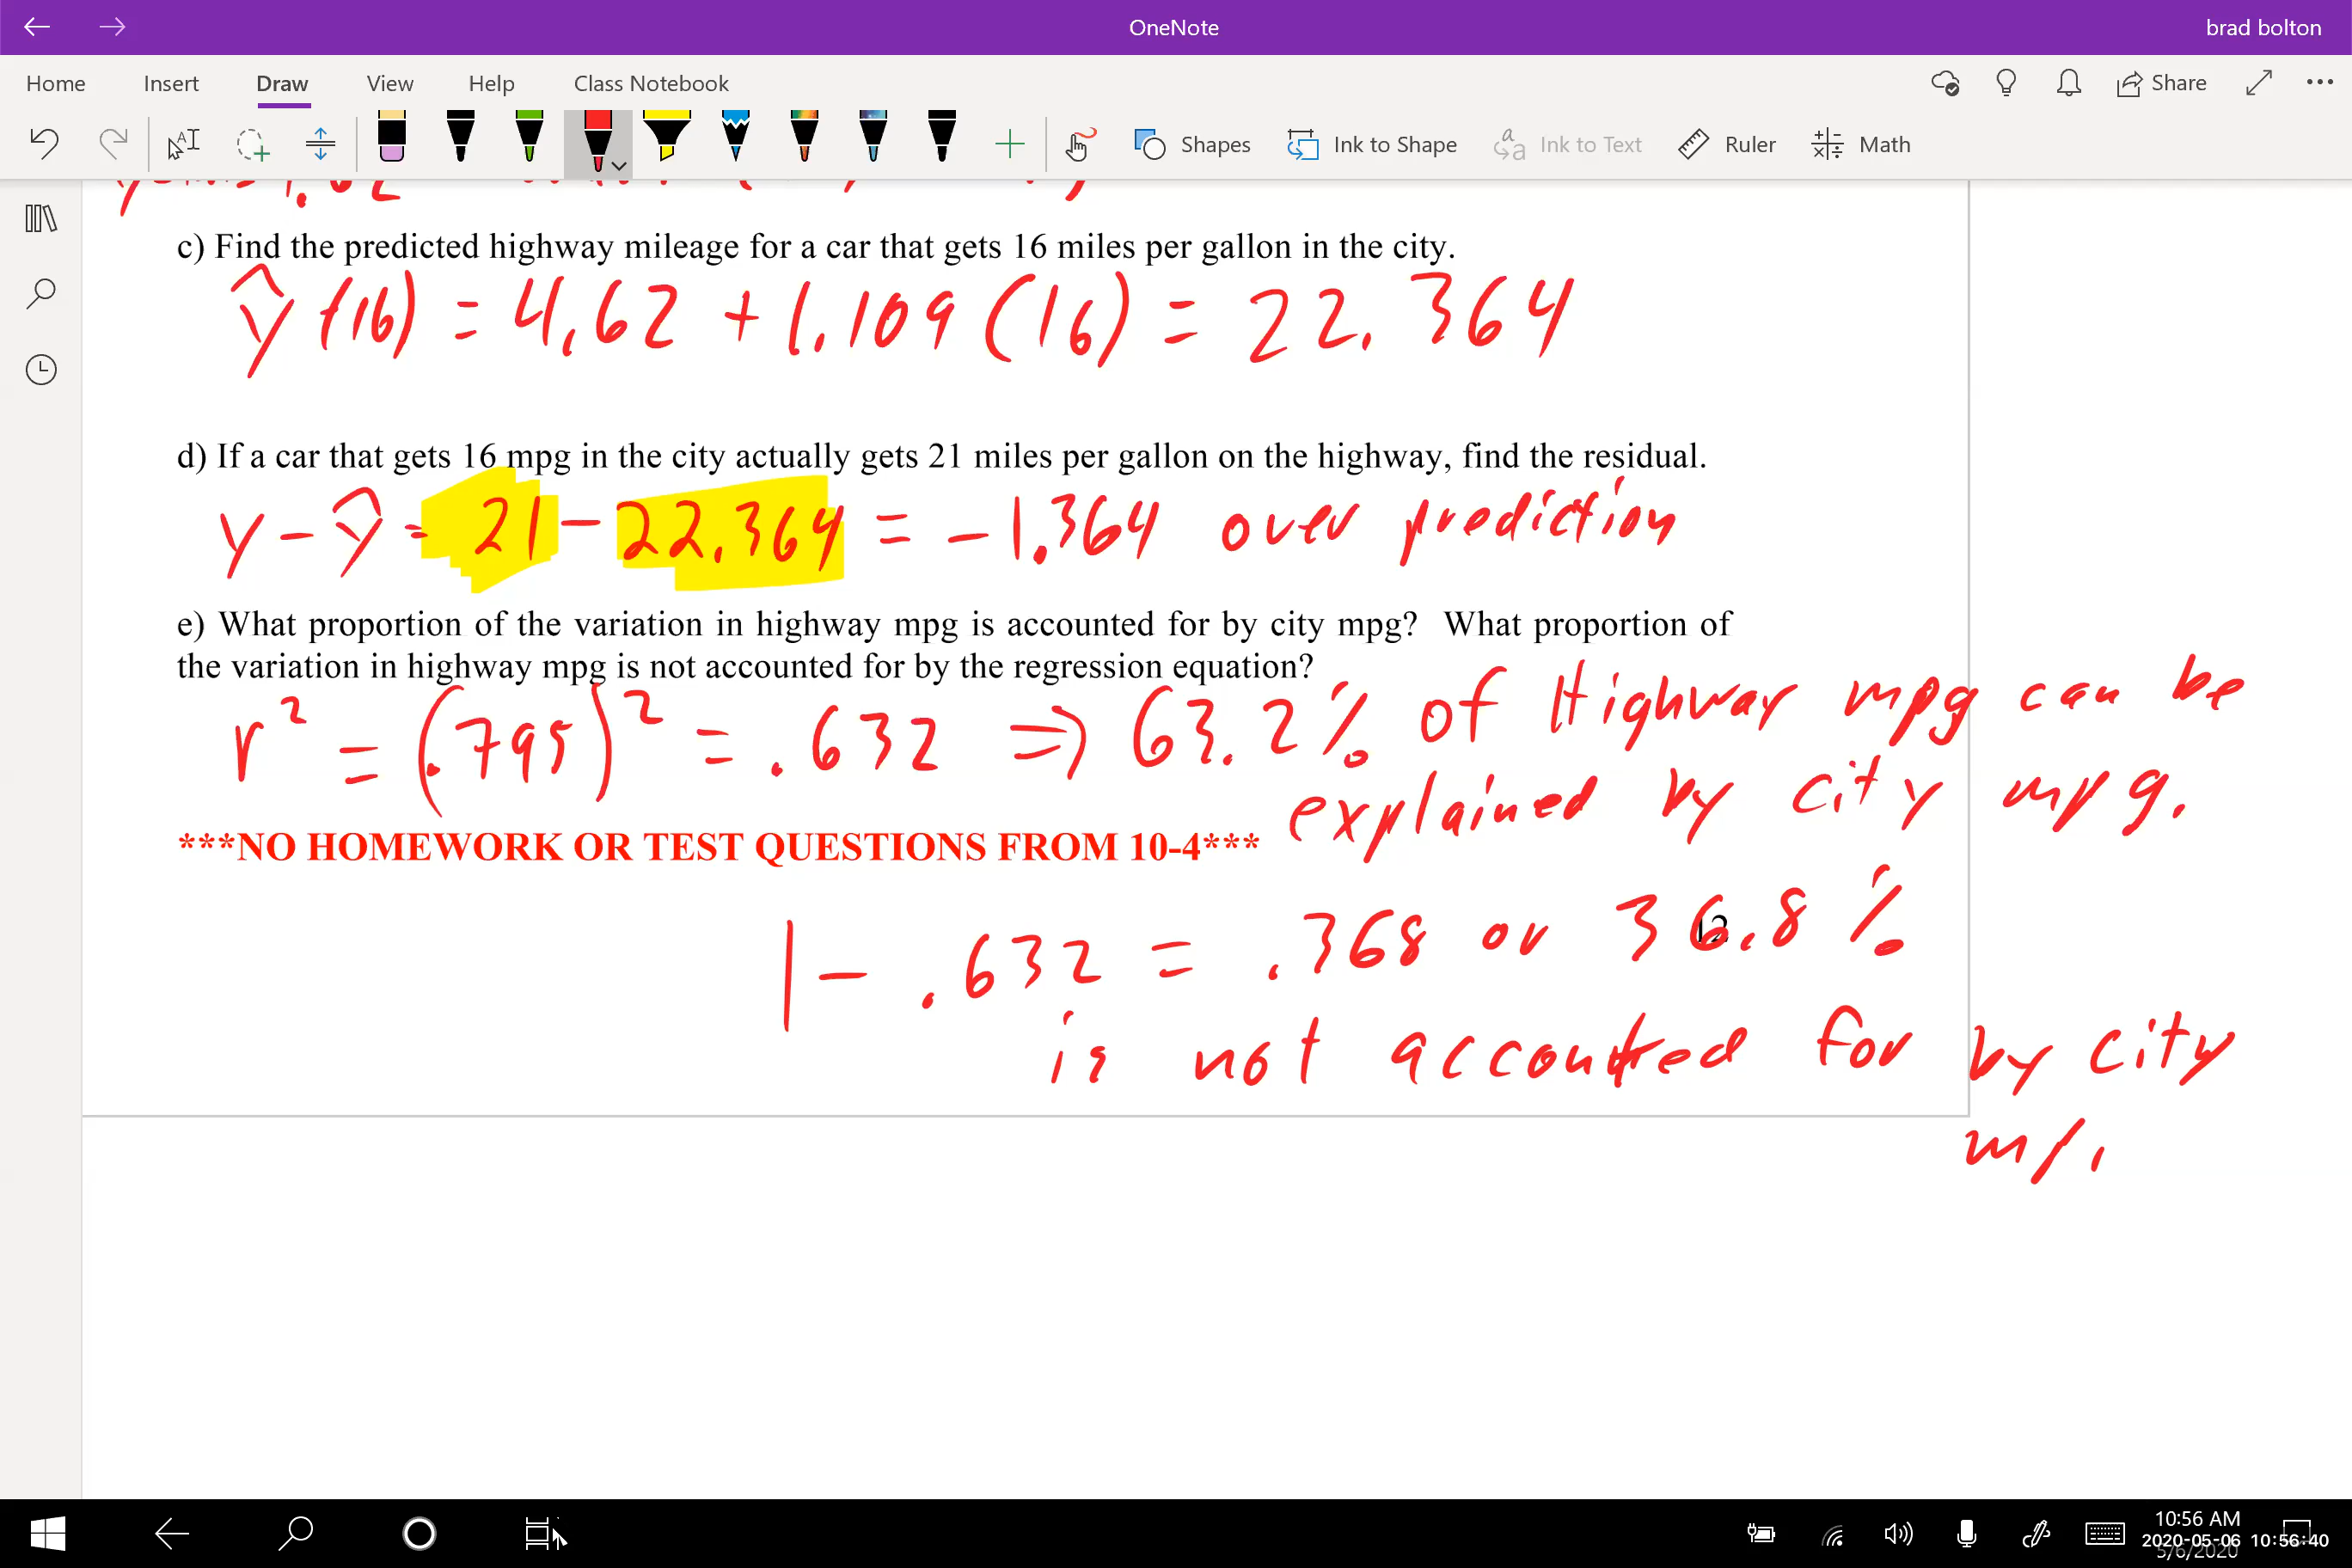 OneNote
brad bolton
Home Insert Draw View Help Class Notebook Share
Shapes Ink to Shape Ink to Text Ruler Math
c) Find the predicted highway mileage for a car that gets 16 miles per gallon in the city.
ŷ(16) = 4.62 + 1.109(16) = 22.364
d) If a car that gets 16 mpg in the city actually gets 21 miles per gallon on the highway, find the residual.
y - ŷ = 21 - 22.364 = -1.364 over prediction
e) What proportion of the variation in highway mpg is accounted for by city mpg? What proportion of
the variation in highway mpg is not accounted for by the regression equation?
r² = (.795)² = .632 ⇒ 63.2% of Highway mpg can be
explained by city mpg.
***NO HOMEWORK OR TEST QUESTIONS FROM 10-4***
12
1 - .632 = .368 or 36.8%
is not accounted for by city
10:56 AM
2020-05-06 10:56:40
5/6/2020